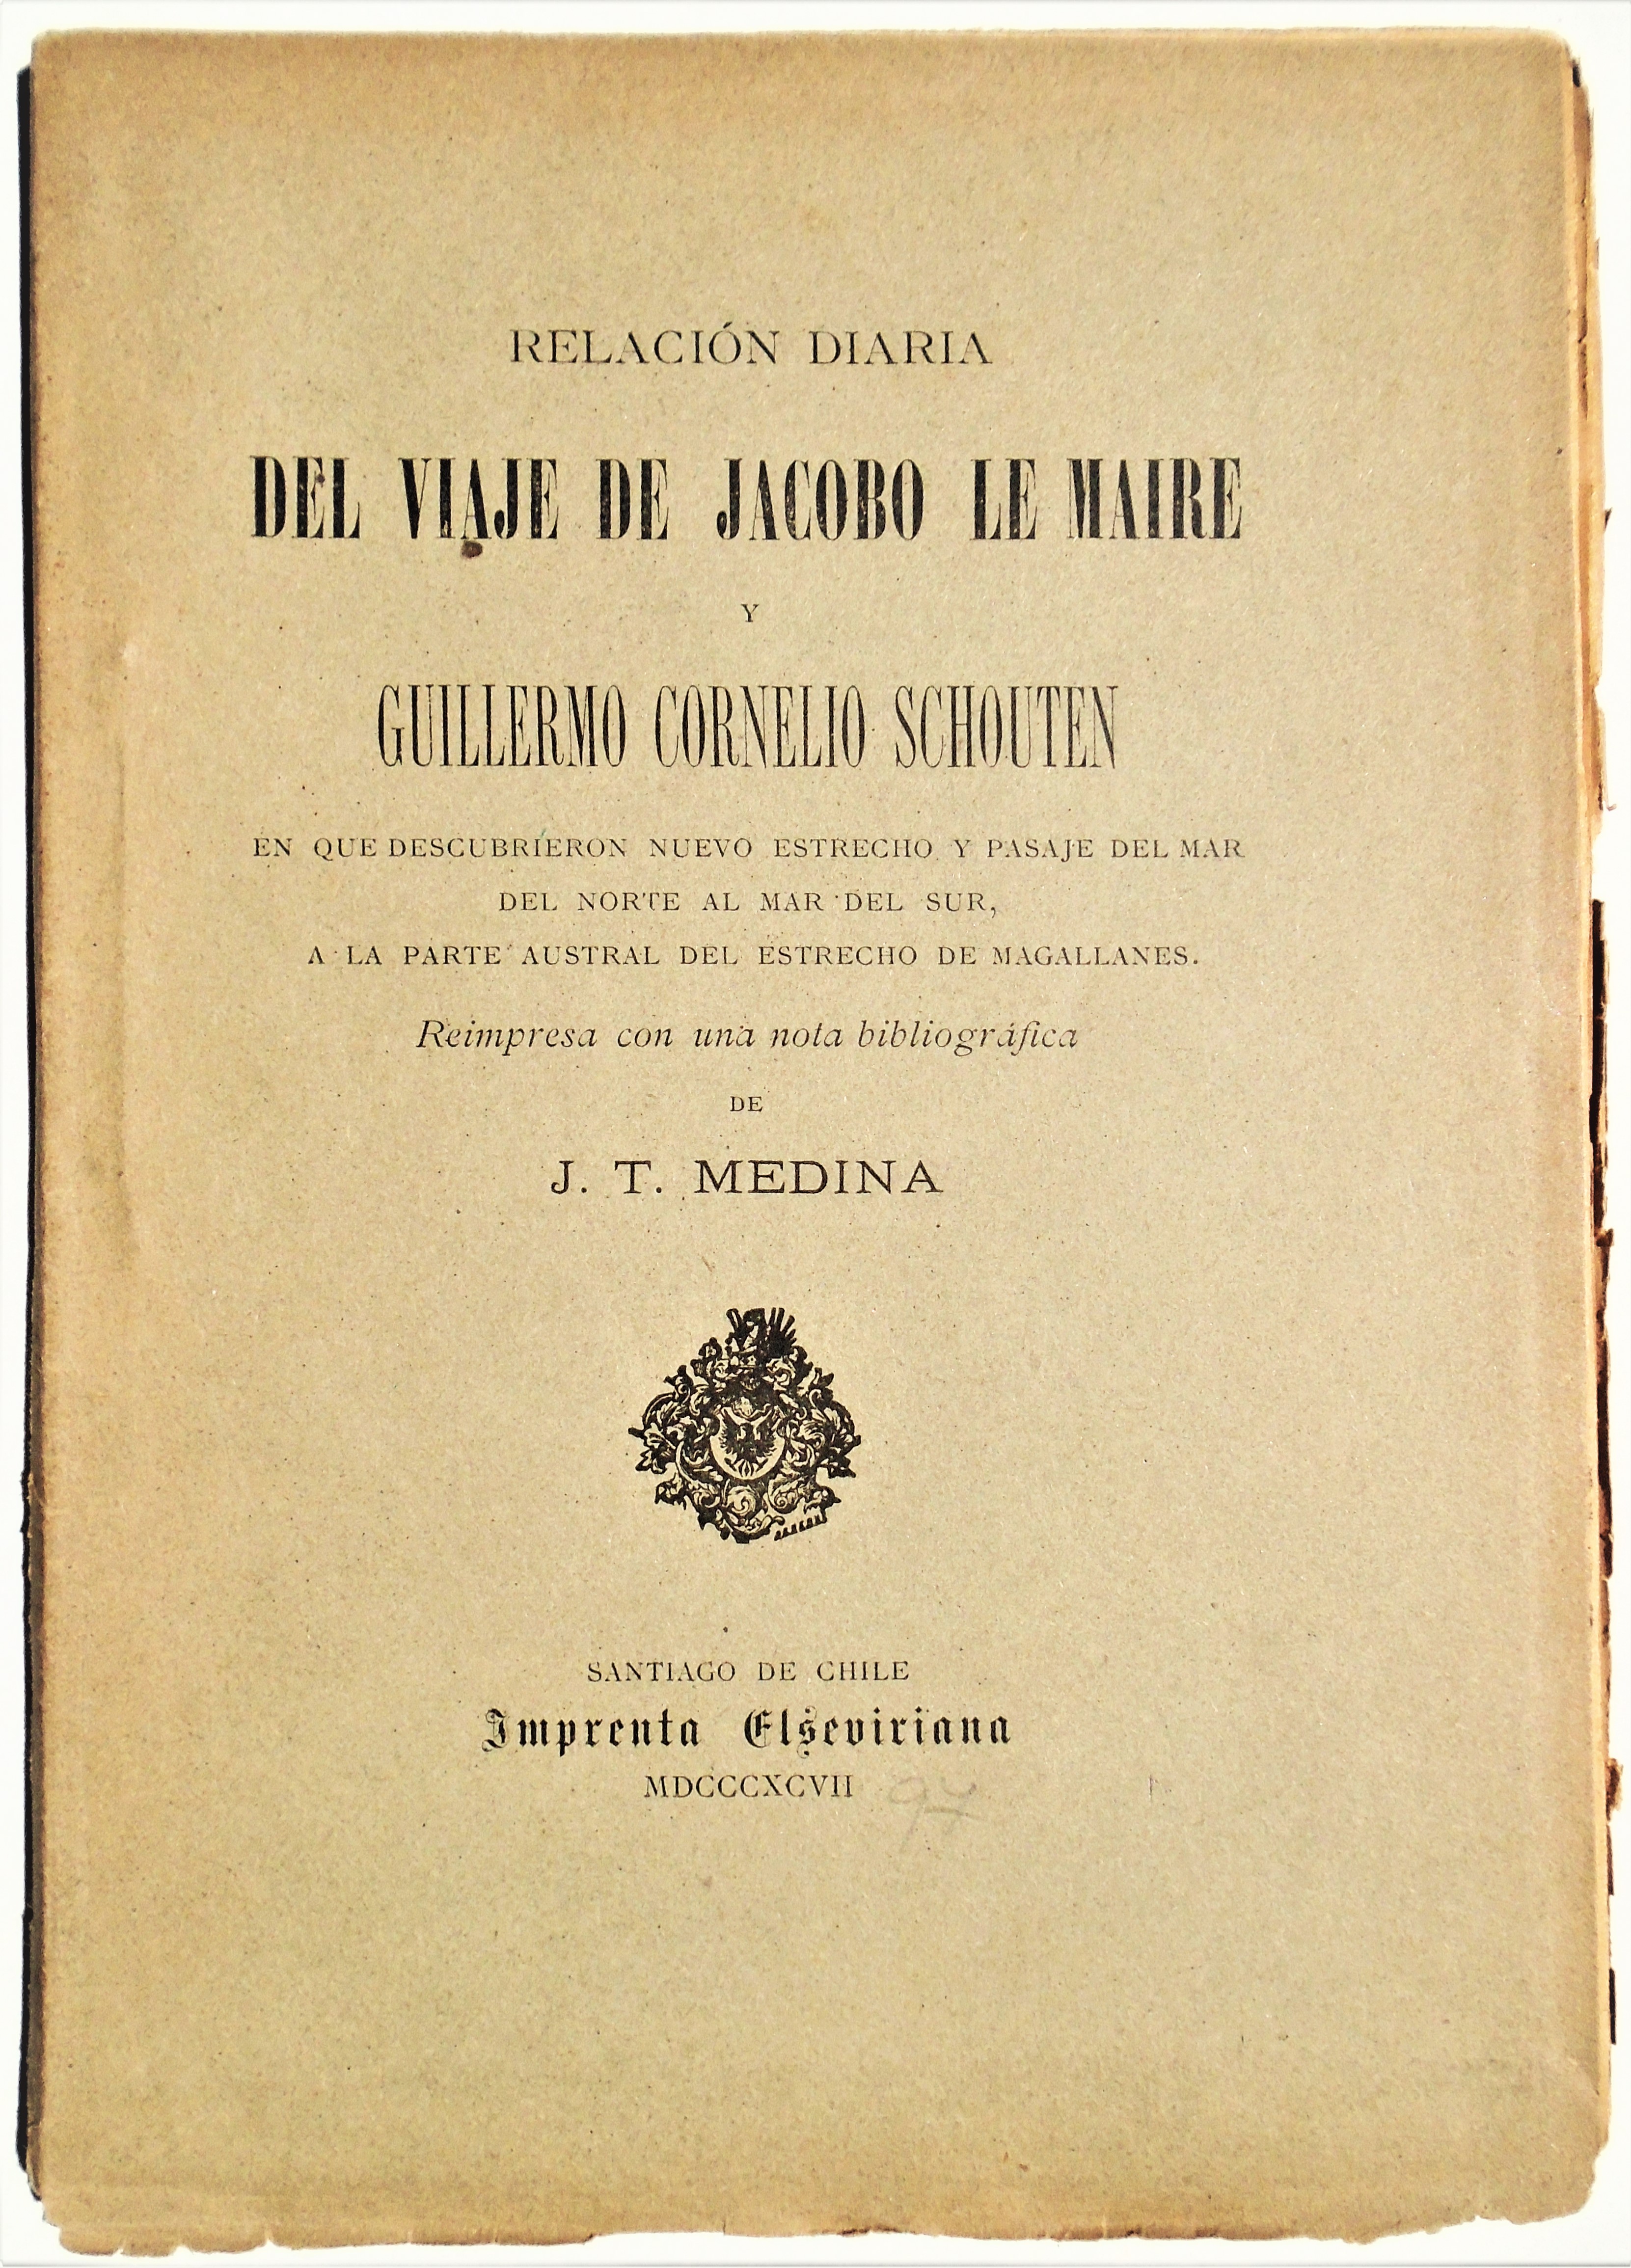 RELACIÓN DIARIA
DEL VIAJE DE JACOBO LE MAIRE
Y
GUILLERMO CORNELIO SCHOUTEN
EN QUE DESCUBRIERON NUEVO ESTRECHO Y PASAJE DEL MAR
DEL NORTE AL MAR DEL SUR,
A LA PARTE AUSTRAL DEL ESTRECHO DE MAGALLANES.
Reimpresa con una nota bibliográfica
DE
J. T. MEDINA
SANTIAGO DE CHILE
Imprenta Elseviriana
MDCCCXCVII